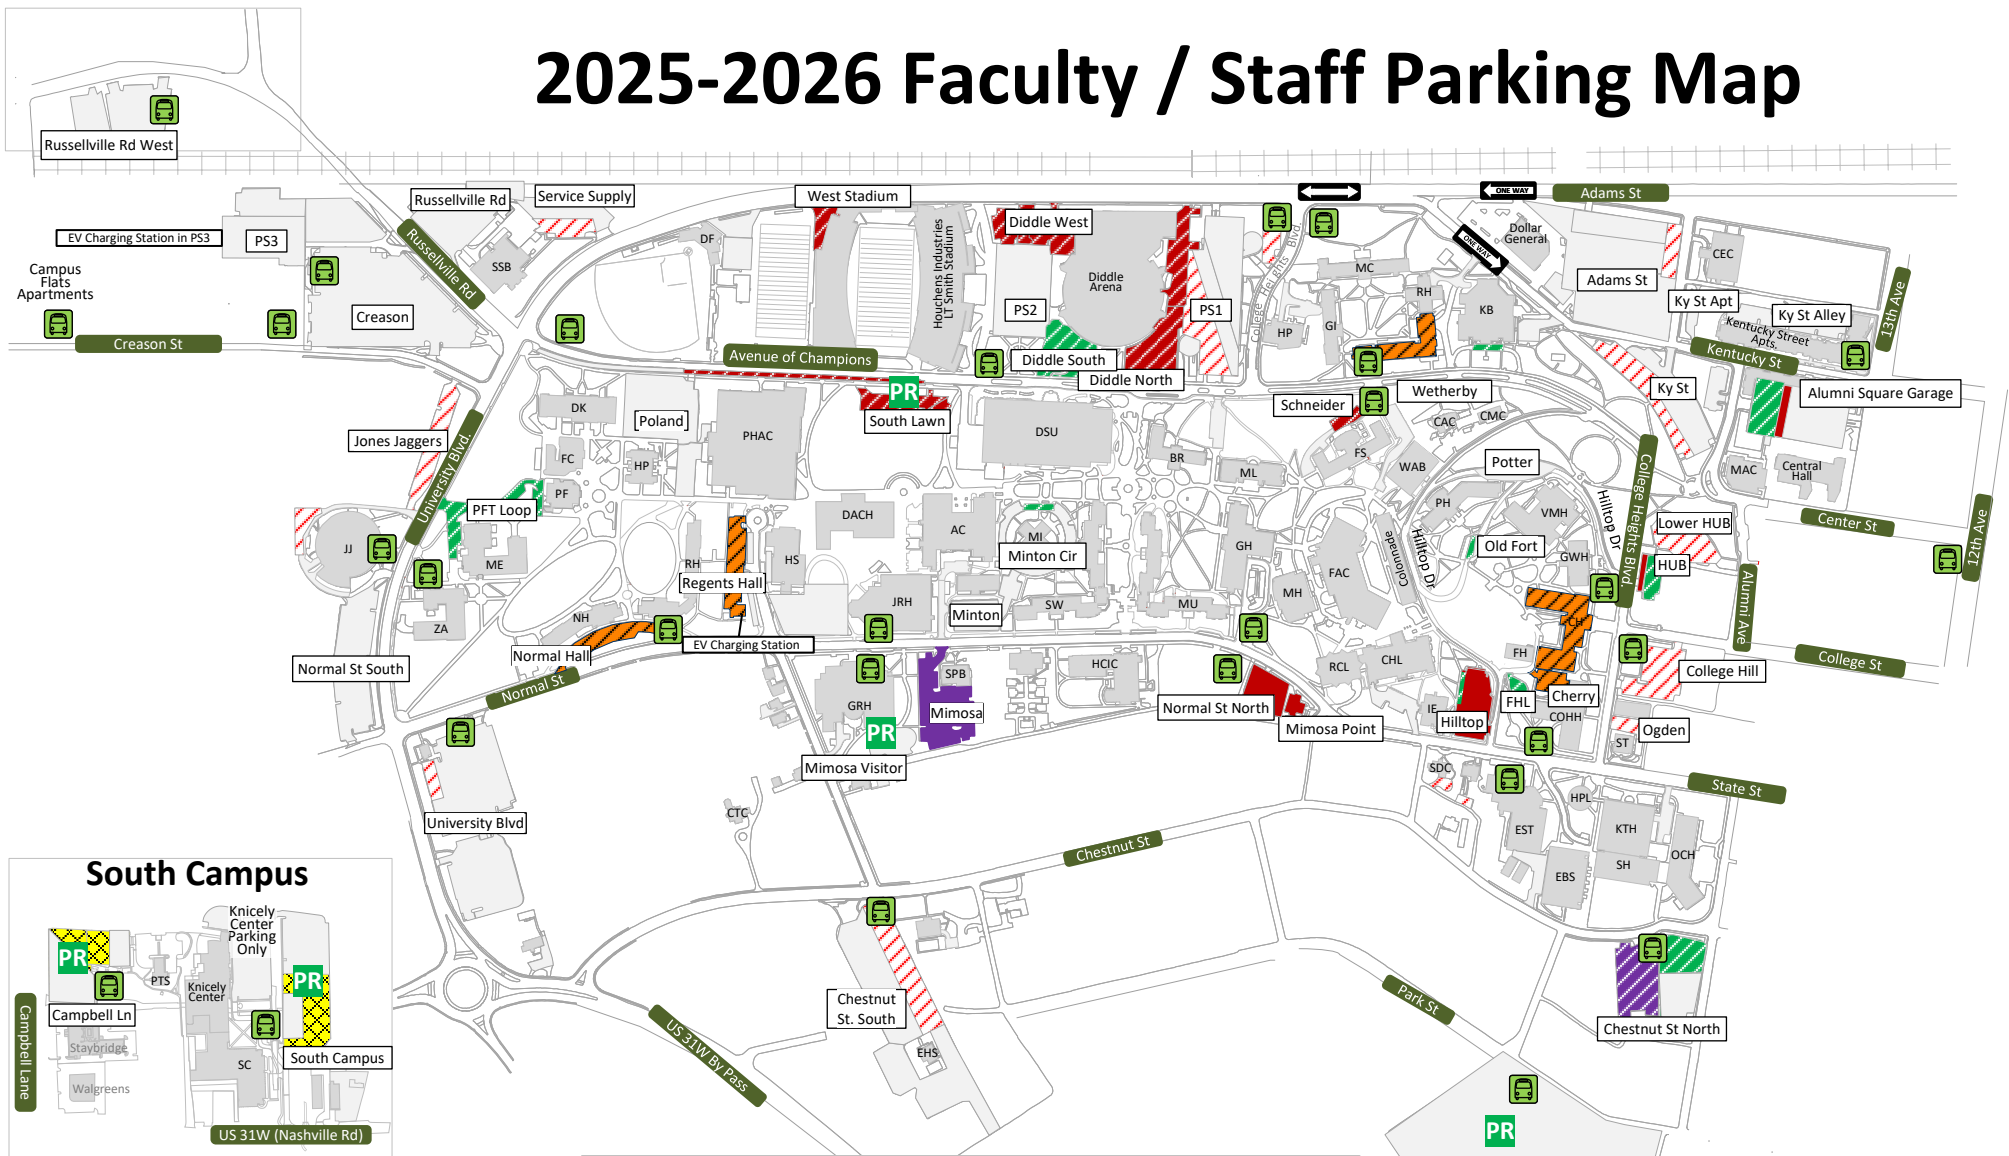 2025-2026 Faculty / Staff Parking Map
Russellville Rd West
Adams St
ONE WAY
Russellville Rd
Service Supply
West Stadium
Diddle West
EV Charging Station in PS3
PS3
Russellville Rd
SSB
DF
Houchens Industries
LT Smith Stadium
Diddle
Arena
PS2
PS1
College Heights Blvd.
ONE WAY
Dollar
General
MC
RH
KB
GI
HP
Adams St
CEC
Ky St Apt
Ky St Alley
Kentucky Street
Apts.
13th Ave
Campus
Flats
Apartments
Creason
Creason St
Avenue of Champions
Diddle South
Diddle North
Kentucky St
Ky St
Alumni Square Garage
Wetherby
Schneider
PR
South Lawn
DK
Poland
PHAC
DSU
CAC
CMC
Jones Jaggers
University Blvd.
FC
HP
PF
BR
ML
FS
WAB
Potter
College Heights Blvd
MAC
Central
Hall
PFT Loop
DACH
AC
MI
Minton Cir
PH
VMH
Hilltop Dr
Lower HUB
Center St
12th Ave
JJ
ME
RH
HS
GH
FAC
Colonnade
Hilltop Dr
Old Fort
GWH
HUB
Regents Hall
JRH
Minton
SW
MU
MH
Alumni Ave
ZA
NH
EV Charging Station
CH
College St
Normal St South
Normal Hall
Normal St
SPB
HCIC
RCL
CHL
FH
College Hill
GRH
PR
Mimosa
Normal St North
Mimosa Point
IE
Hilltop
FHL
Cherry
COHH
Ogden
ST
Mimosa Visitor
SDC
State St
University Blvd
CTC
Chestnut St
HPL
EST
KTH
SH
OCH
EBS
South Campus
Knicely
Center
Parking
Only
PR
PTS
Knicely
Center
PR
Campbell Ln
Campbell Lane
Staybridge
Walgreens
SC
South Campus
US 31W (Nashville Rd)
Chestnut
St. South
EHS
US 31W By Pass
Park St
Chestnut St North
PR